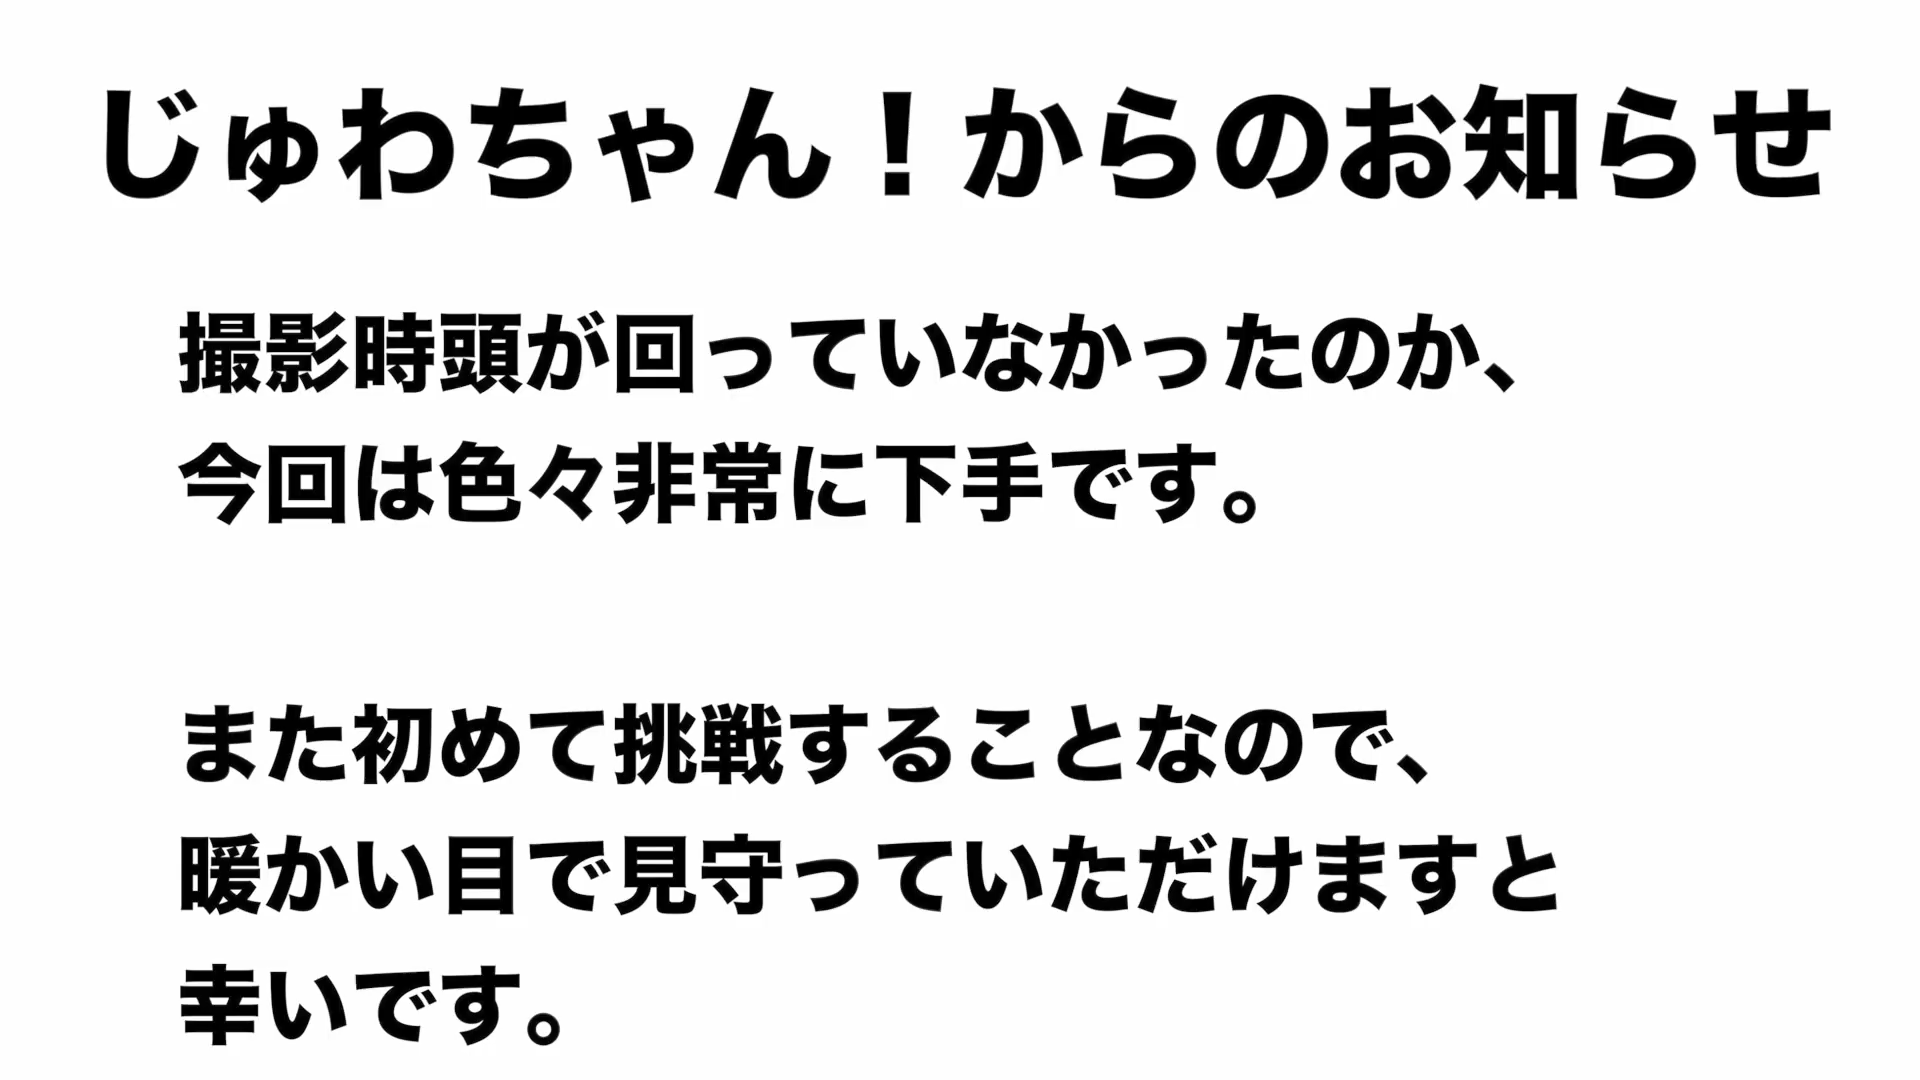 じゅわちゃん！からのお知らせ
撮影時頭が回っていなかったのか、
今回は色々非常に下手です。
また初めて挑戦することなので、
暖かい目で見守っていただけますと
幸いです。